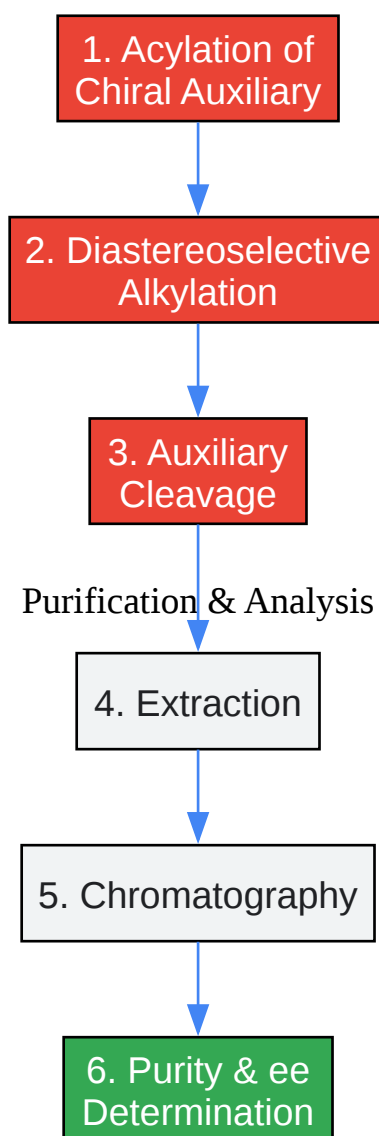 1. Acylation of
Chiral Auxiliary
2. Diastereoselective
Alkylation
3. Auxiliary
Cleavage
Purification & Analysis
4. Extraction
5. Chromatography
6. Purity & ee
Determination